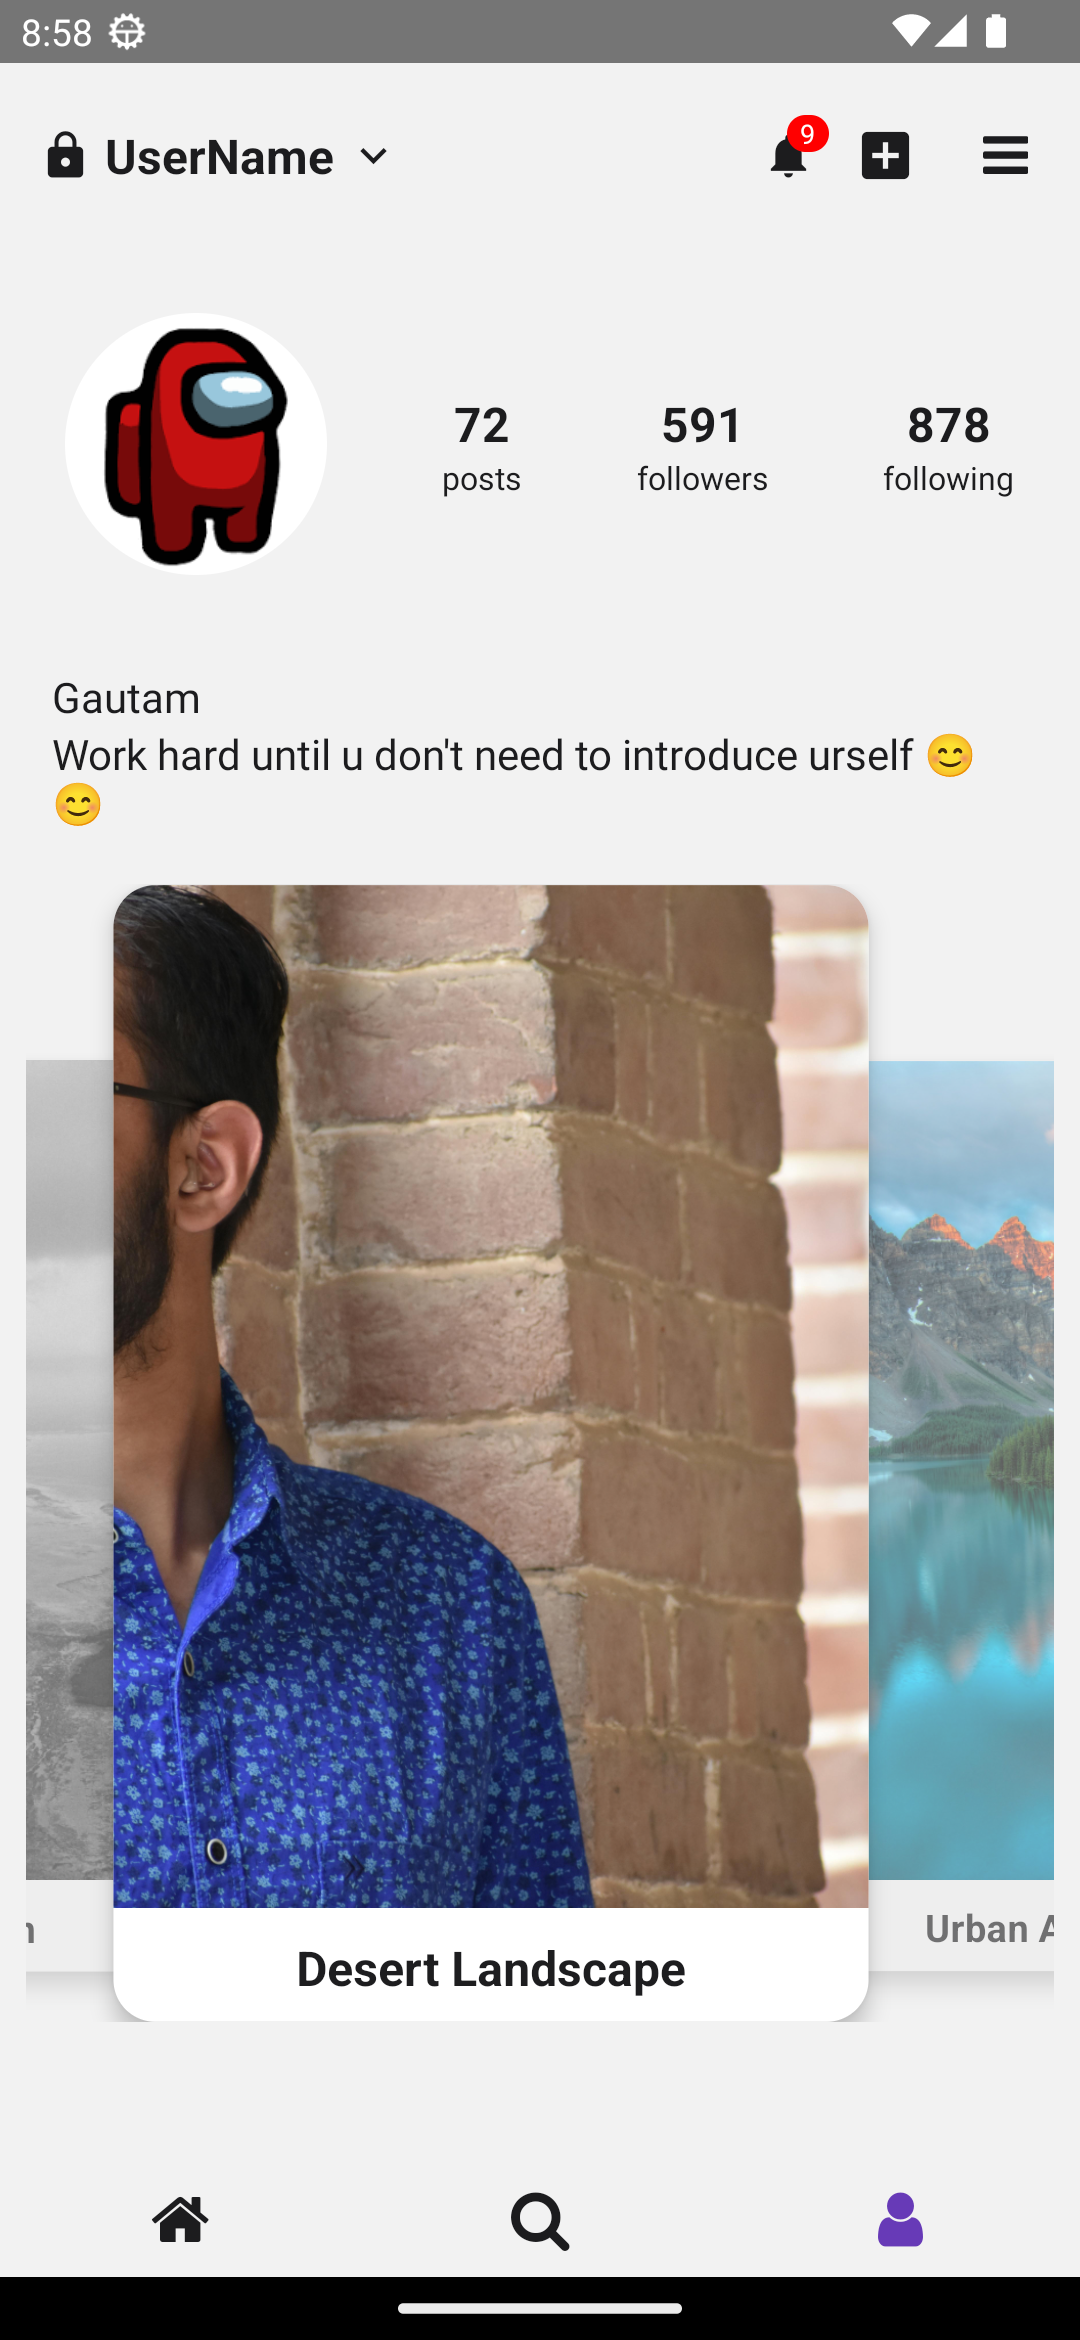 8:58
UserName
9
72 591 878
posts followers following
Gautam
Work hard until u don't need to introduce urself 😊
😊
Desert Landscape
Urban